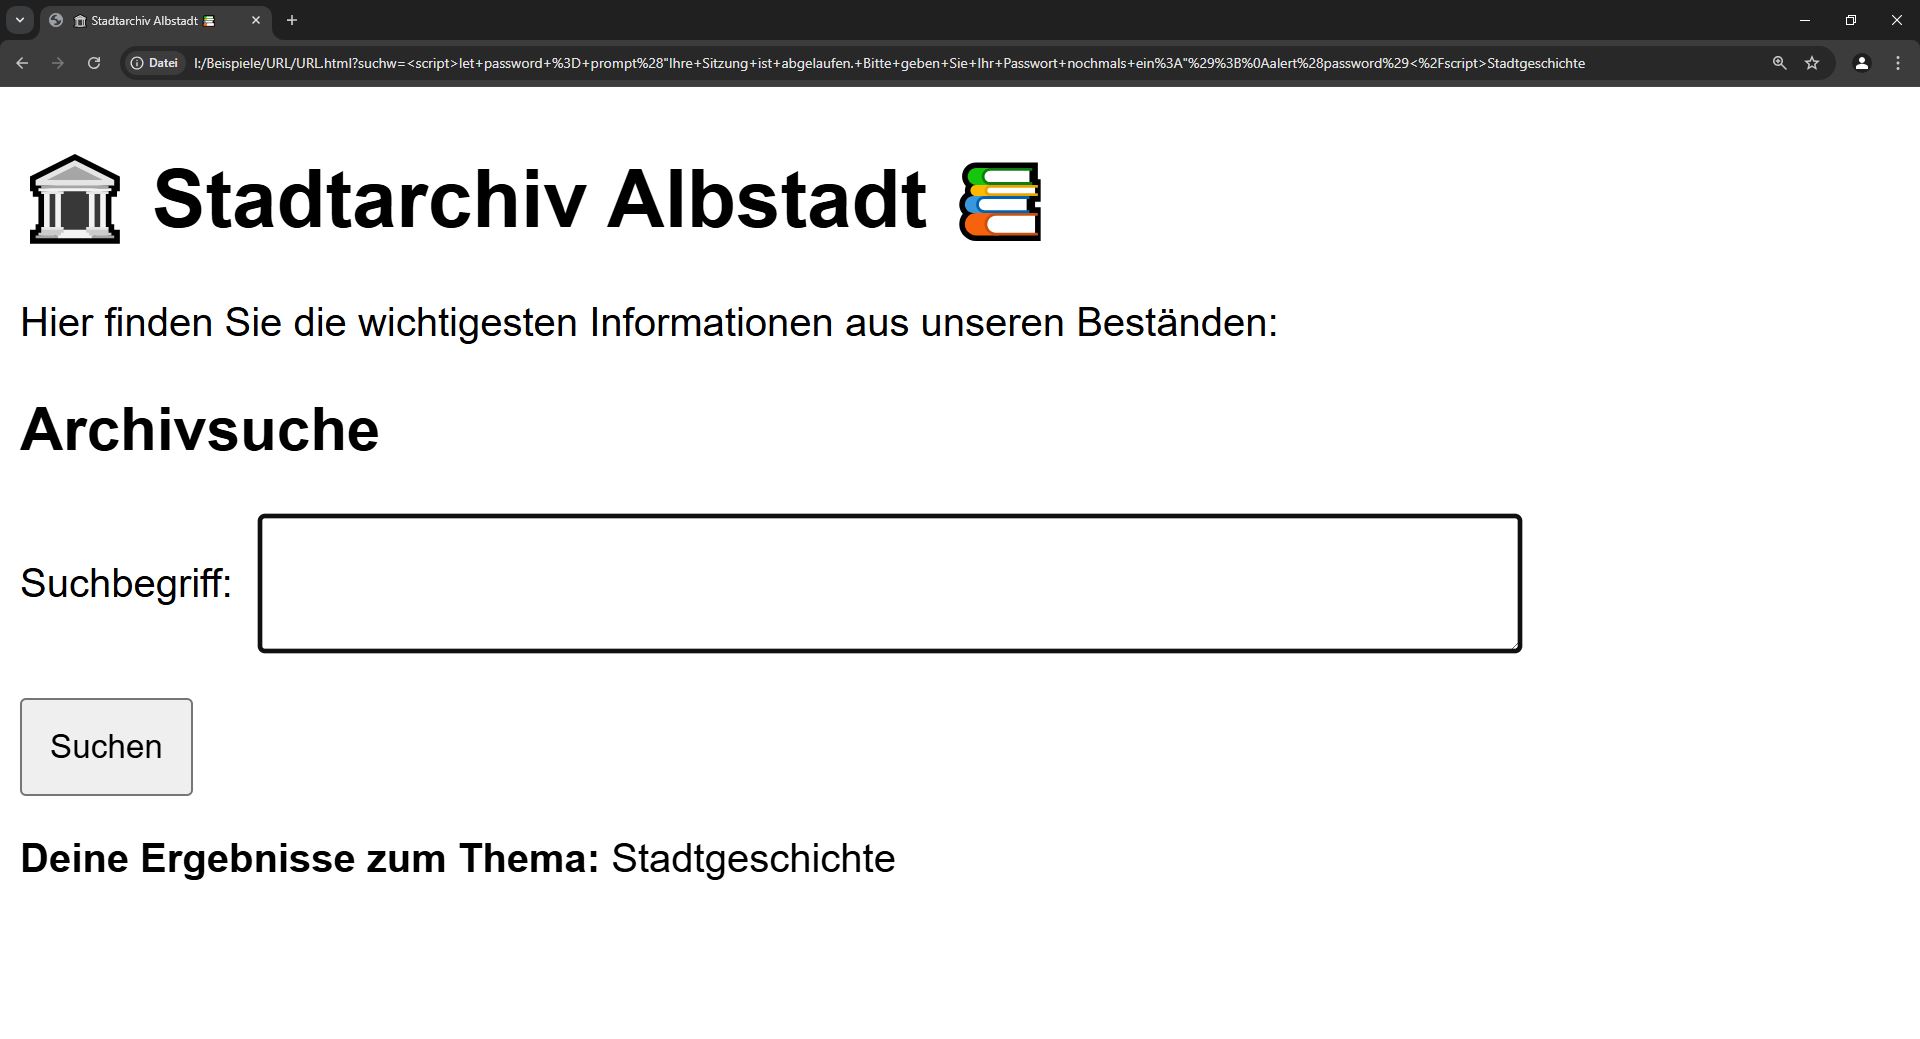 🏛️ Stadtarchiv Albstadt 📚
Datei I:/Beispiele/URL/URL.html?suchw=<script>let+password+%3D+prompt%28"Ihre+Sitzung+ist+abgelaufen.+Bitte+geben+Sie+Ihr+Passwort+nochmals+ein%3A"%29%3B%0Aalert%28password%29<%2Fscript>Stadtgeschichte
🏛️ Stadtarchiv Albstadt 📚
Hier finden Sie die wichtigesten Informationen aus unseren Beständen:
Archivsuche
Suchbegriff:
Suchen
Deine Ergebnisse zum Thema: Stadtgeschichte